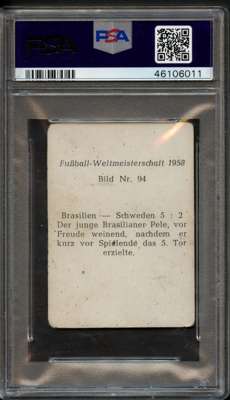 PSA
PSA
46106011
Fußball-Weltmeisterschaft 1958
Bild Nr. 94
Brasilien — Schweden 5 : 2
Der junge Brasilianer Pele, vor
Freude weinend, nachdem er
kurz vor Spielende das 5. Tor
erzielte.